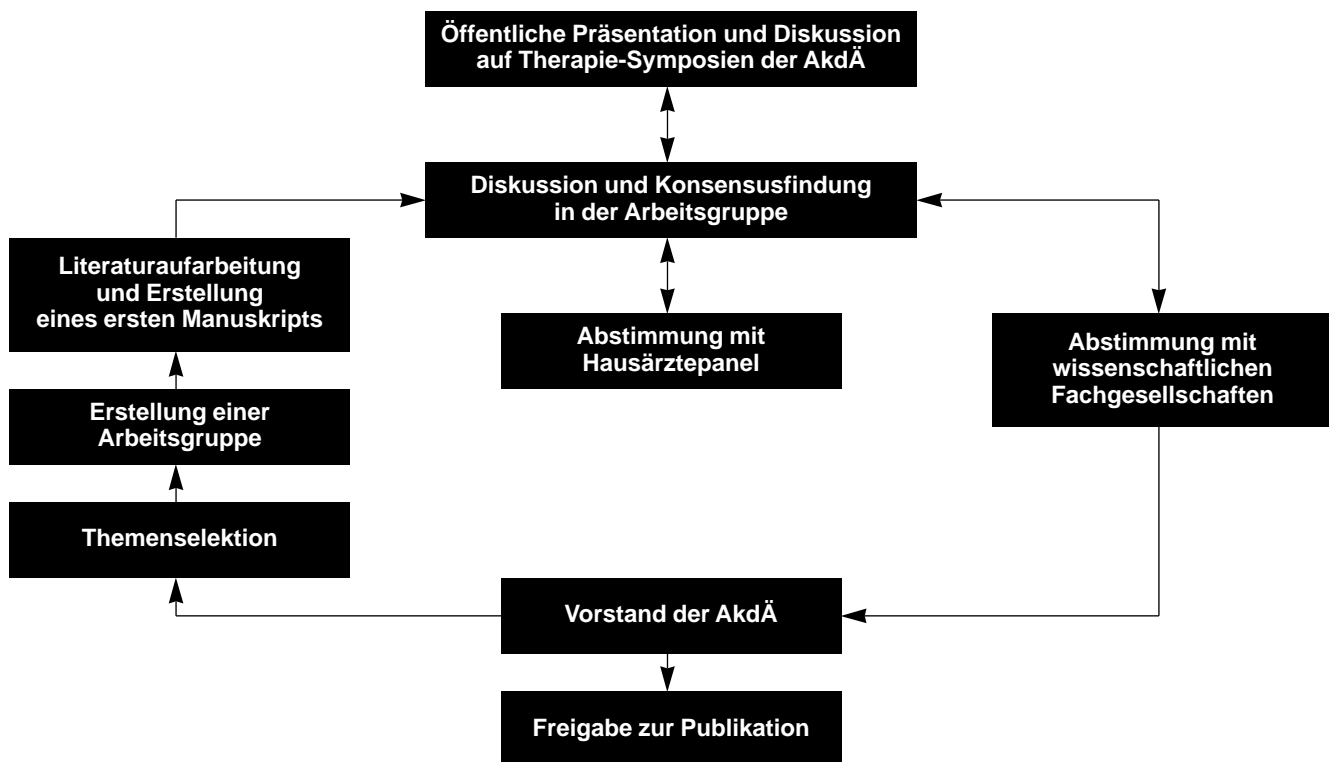 Öffentliche Präsentation und Diskussion
auf Therapie-Symposien der AkdÄ
Diskussion und Konsensusfindung
in der Arbeitsgruppe
Literaturaufarbeitung
und Erstellung
eines ersten Manuskripts
Abstimmung mit
Hausärztepanel
Abstimmung mit
wissenschaftlichen
Fachgesellschaften
Erstellung einer
Arbeitsgruppe
Themenselektion
Vorstand der AkdÄ
Freigabe zur Publikation